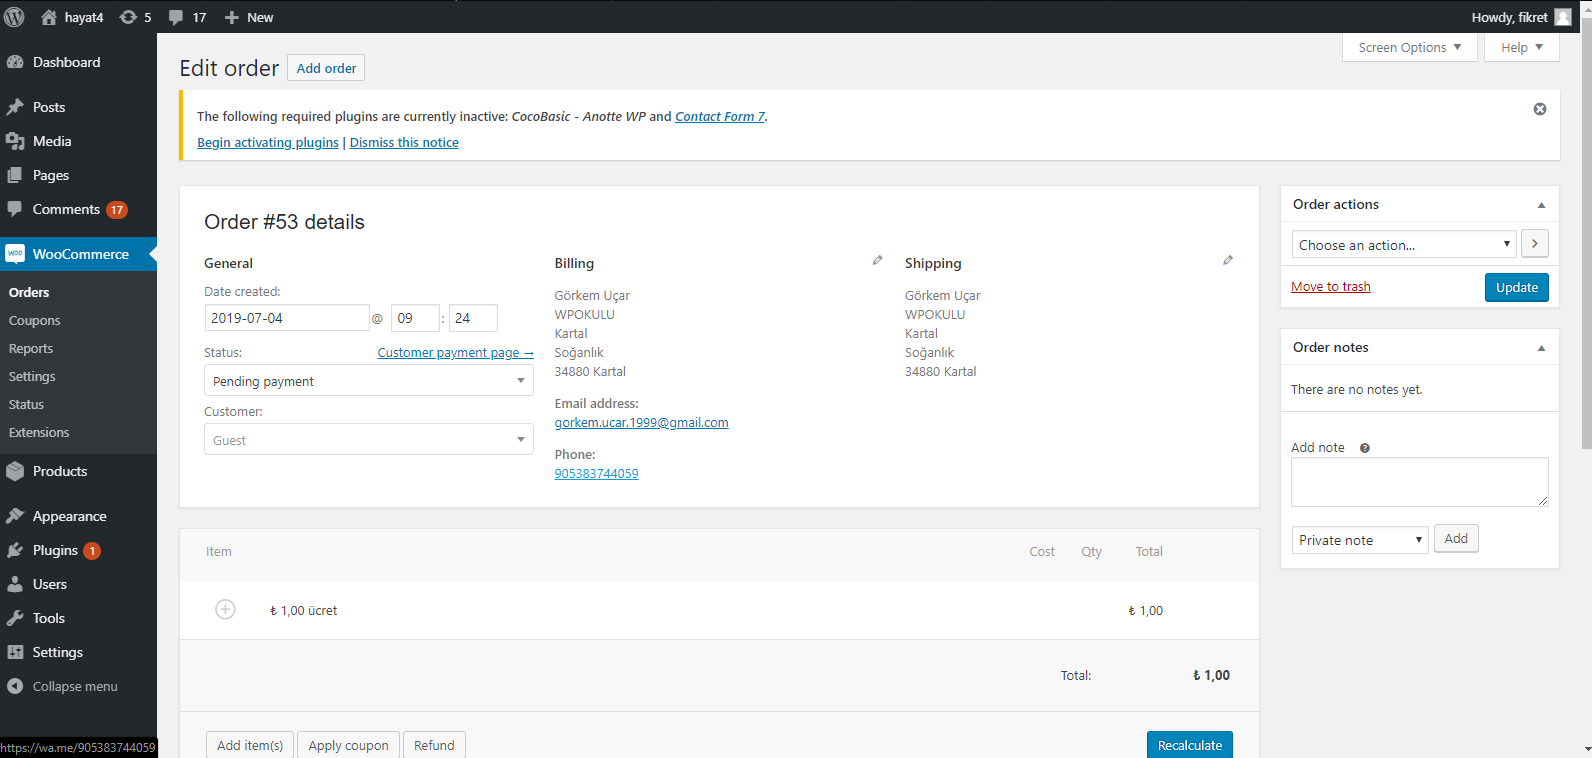 hayat4 5 17 New Howdy, fikret
Dashboard
Posts
Media
Pages
Comments 17
WooCommerce
Orders
Coupons
Reports
Settings
Status
Extensions
Products
Appearance
Plugins 1
Users
Tools
Settings
Collapse menu
https://wa.me/905383744059
Screen Options Help
Edit order Add order
The following required plugins are currently inactive: CocoBasic - Anotte WP and Contact Form 7.
Begin activating plugins | Dismiss this notice
Order #53 details
General
Date created:
2019-07-04 @ 09 : 24
Status: Customer payment page →
Pending payment
Customer:
Guest
Billing
Görkem Uçar
WPOKULU
Kartal
Soğanlık
34880 Kartal
Email address:
gorkem.ucar.1999@gmail.com
Phone:
905383744059
Shipping
Görkem Uçar
WPOKULU
Kartal
Soğanlık
34880 Kartal
Item Cost Qty Total
₺ 1,00 ücret ₺ 1,00
Total: ₺ 1,00
Add item(s) Apply coupon Refund Recalculate
Order actions
Choose an action... >
Move to trash Update
Order notes
There are no notes yet.
Add note ?
Private note Add